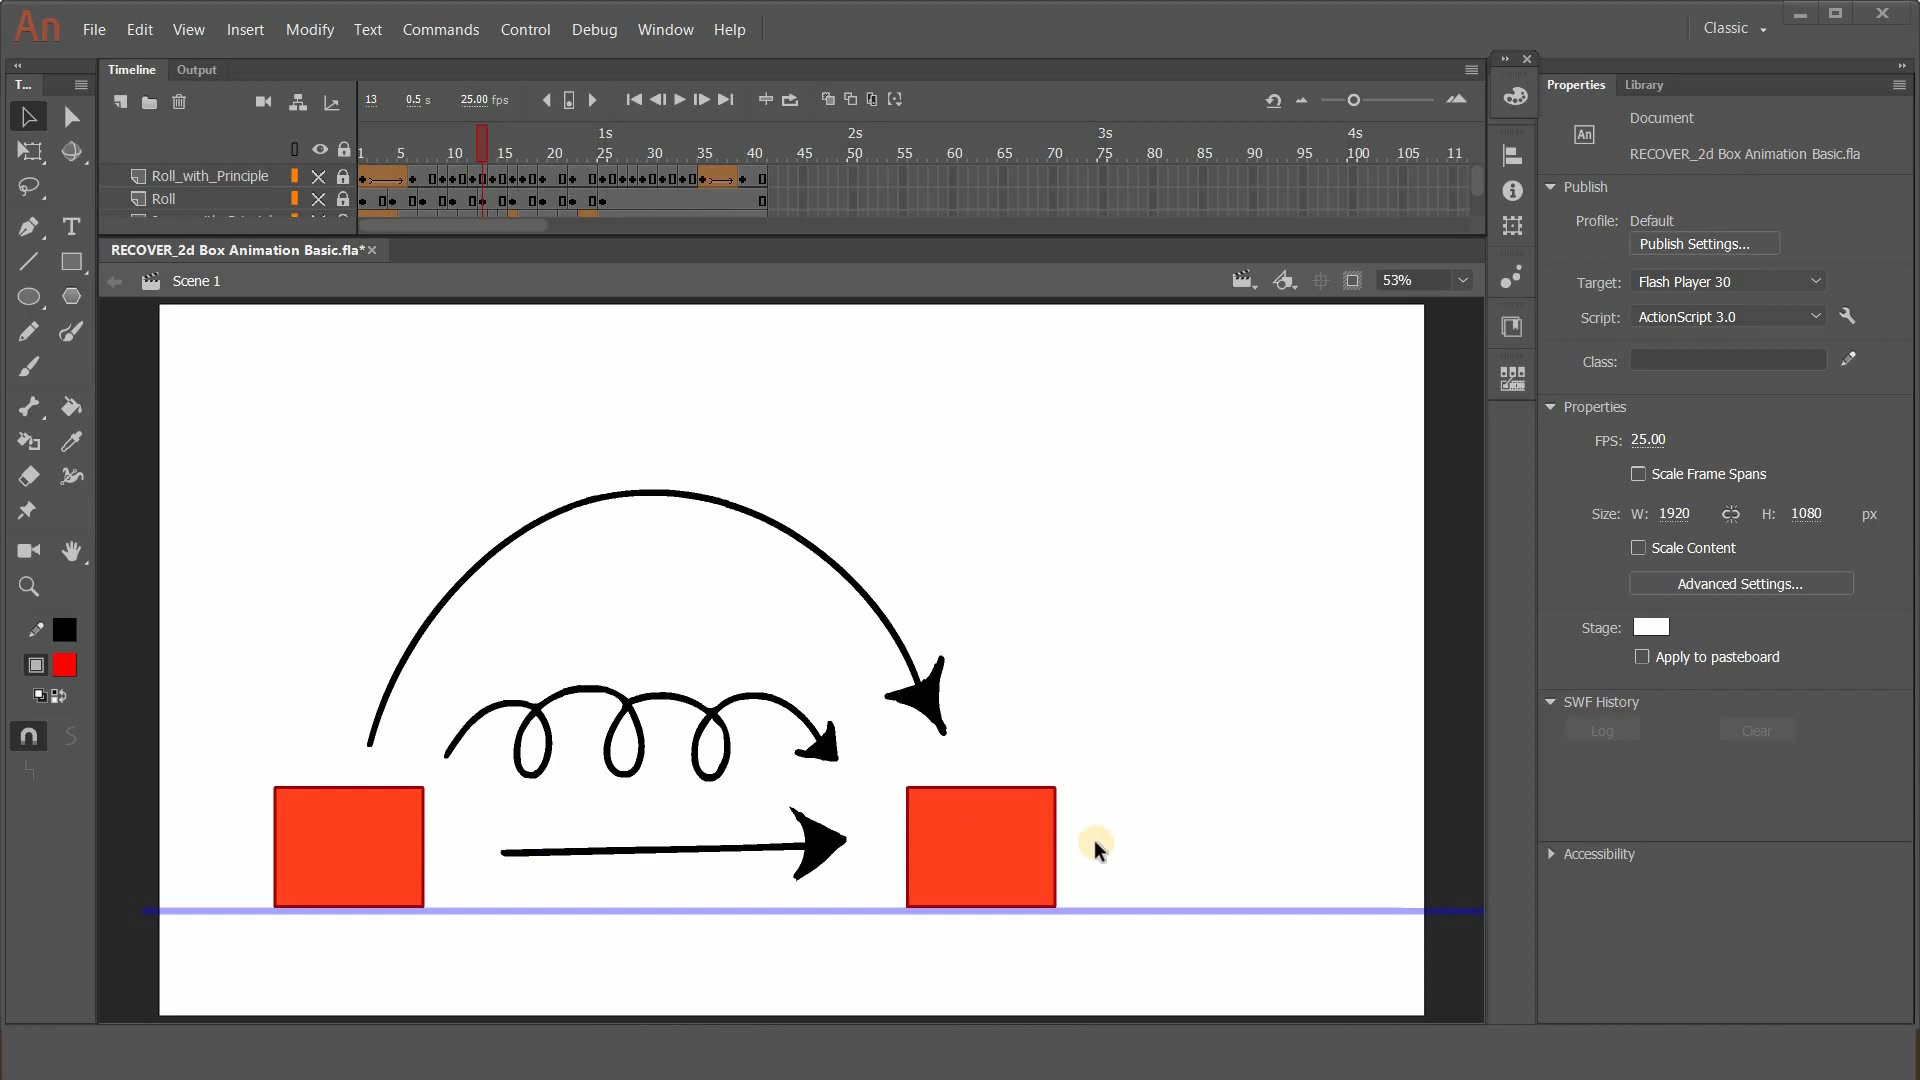 An File Edit View Insert Modify Text Commands Control Debug Window Help Classic
T... Timeline Output
Properties Library
13 0.5 s 25.00 fps
1s 2s 3s 4s
1 5 10 15 20 25 30 35 40 45 50 55 60 65 70 75 80 85 90 95 100 105 11
Roll_with_Principle
Roll
RECOVER_2d Box Animation Basic.fla*
Scene 1
53%
Document
An
RECOVER_2d Box Animation Basic.fla
Publish
Profile: Default
Publish Settings...
Target: Flash Player 30
Script: ActionScript 3.0
Class:
Properties
FPS: 25.00
Scale Frame Spans
Size: W: 1920 H: 1080 px
Scale Content
Advanced Settings...
Stage:
Apply to pasteboard
SWF History
Log Clear
Accessibility